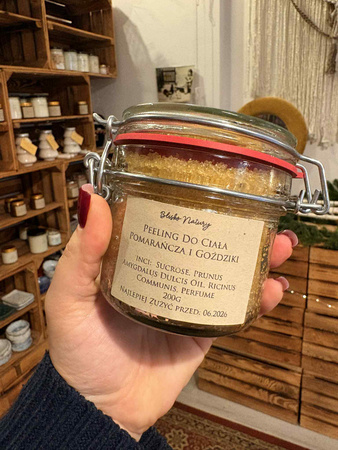 Blisko Natury
Peeling Do Ciała
Pomarańcza i Goździki
INCI: Sucrose, Prunus
Amygdalus Dulcis Oil, Ricinus
Communis, Perfume
200g
Najlepiej zużyć przed: 06.2026